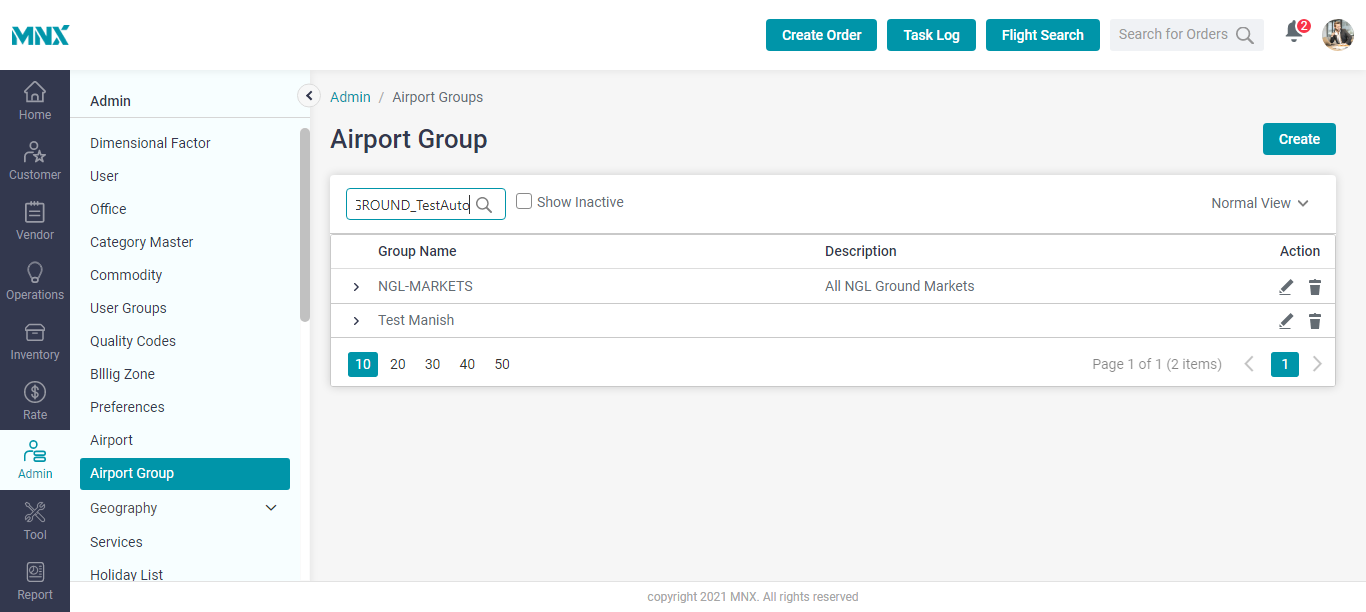 MNX
Create Order
Task Log
Flight Search
Search for Orders
2
Home
Customer
Vendor
Operations
Inventory
Rate
Admin
Tool
Report
Admin
Dimensional Factor
User
Office
Category Master
Commodity
User Groups
Quality Codes
Bllig Zone
Preferences
Airport
Airport Group
Geography
Services
Holiday List
Admin / Airport Groups
Airport Group
Create
GROUND_TestAuto
Show Inactive
Normal View
Group Name Description Action
NGL-MARKETS All NGL Ground Markets
Test Manish
10 20 30 40 50
Page 1 of 1 (2 items) 1
copyright 2021 MNX. All rights reserved